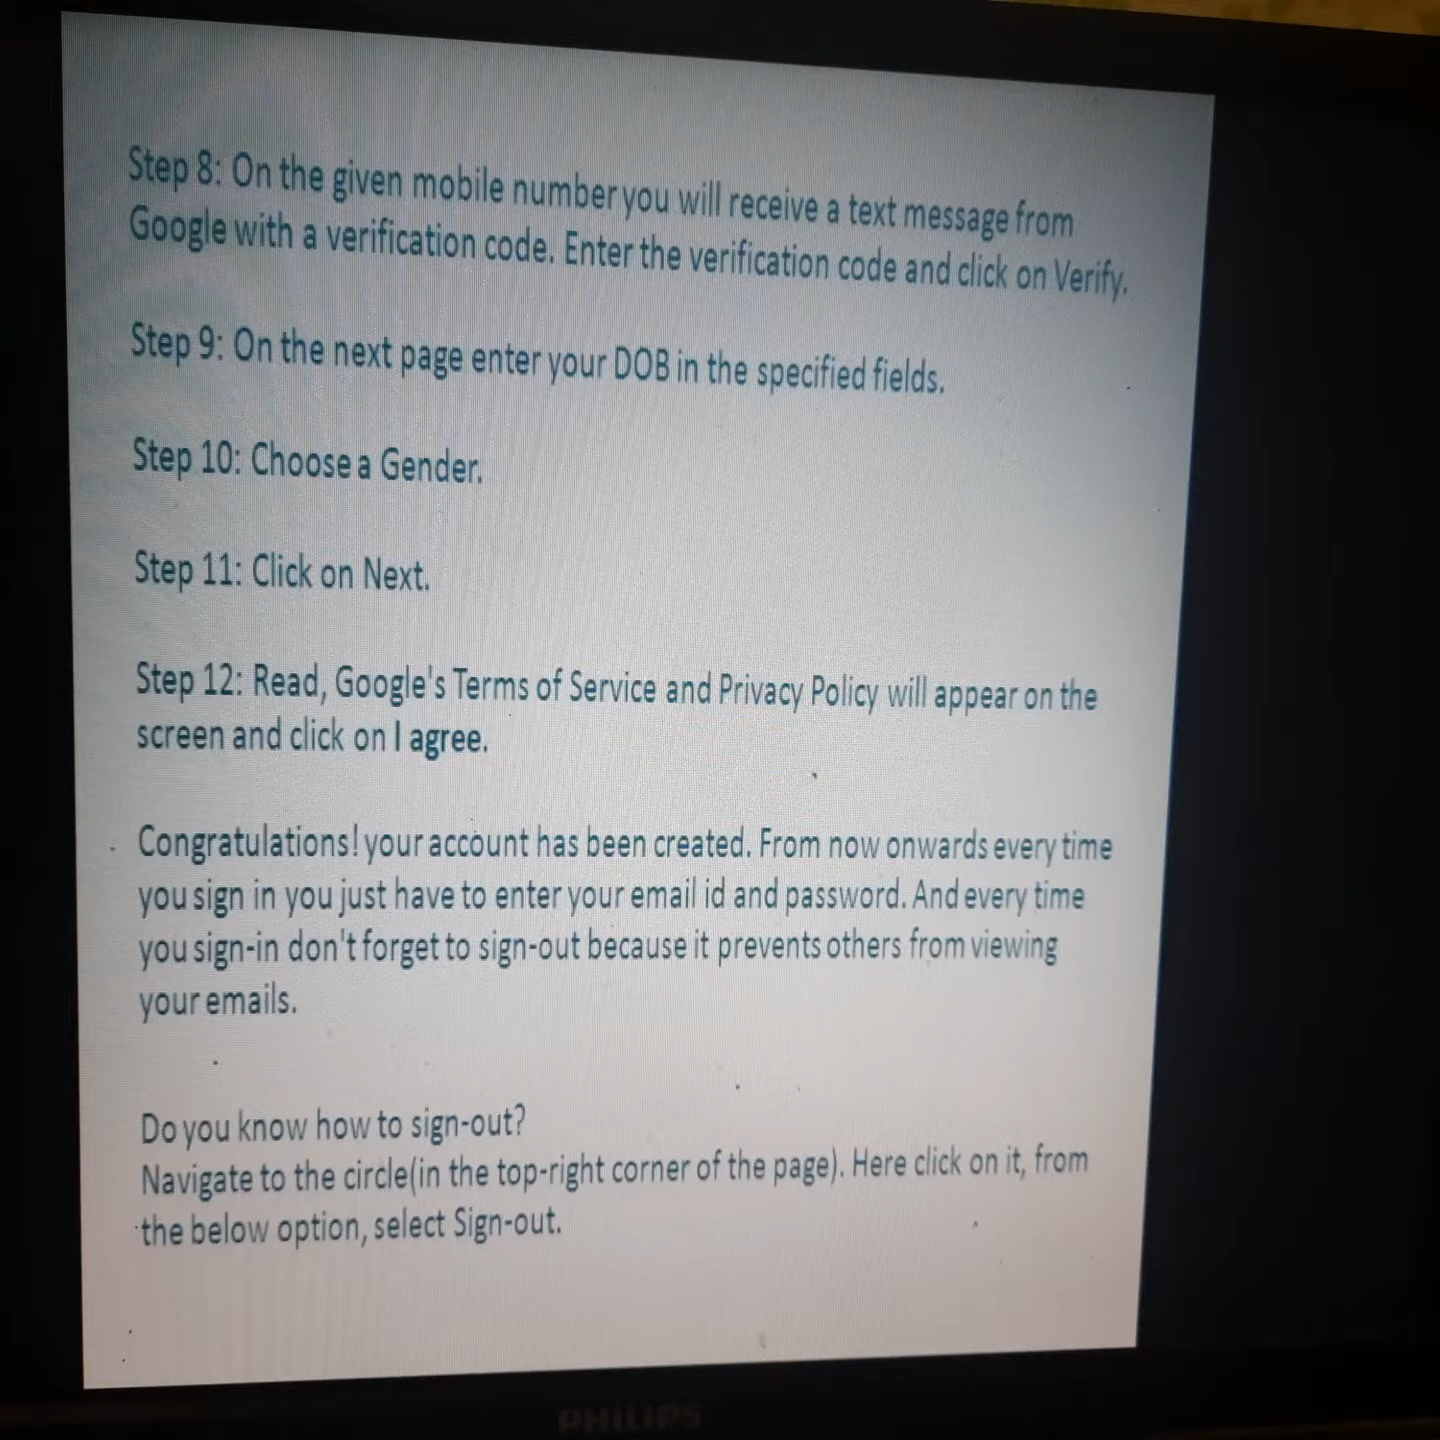 Step 8: On the given mobile number you will receive a text message from
Google with a verification code. Enter the verification code and click on Verify.
Step 9: On the next page enter your DOB in the specified fields.
Step 10: Choose a Gender.
Step 11: Click on Next.
Step 12: Read, Google's Terms of Service and Privacy Policy will appear on the
screen and click on I agree.
Congratulations! your account has been created. From now onwards every time
you sign in you just have to enter your email id and password. And every time
you sign-in don't forget to sign-out because it prevents others from viewing
your emails.
Do you know how to sign-out?
Navigate to the circle(in the top-right corner of the page). Here click on it, from
the below option, select Sign-out.
PHILIPS